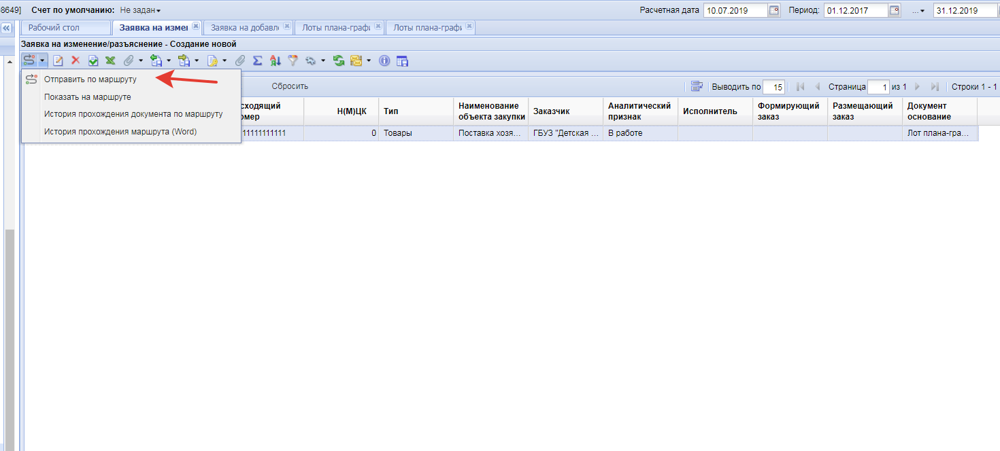 98649] Счет по умолчанию: Не задан Расчетная дата 10.07.2019 Период: 01.12.2017 ... 31.12.2019
Рабочий стол Заявка на измен Заявка на добавл Лоты плана-графи Лоты плана-графи
Заявка на изменение/разъяснение - Создание новой
Отправить по маршруту
Показать на маршруте
История прохождения документа по маршруту
История прохождения маршрута (Word)
Сбросить Выводить по 15 Страница 1 из 1 Строки 1 - 1
сходящий Н(М)ЦК Тип Наименование Заказчик Аналитический Исполнитель Формирующий Размещающий Документ
омер объекта закупки признак заказ заказ основание
11111111111 0 Товары Поставка хозя... ГБУЗ "Детская ... В работе Лот плана-гра...